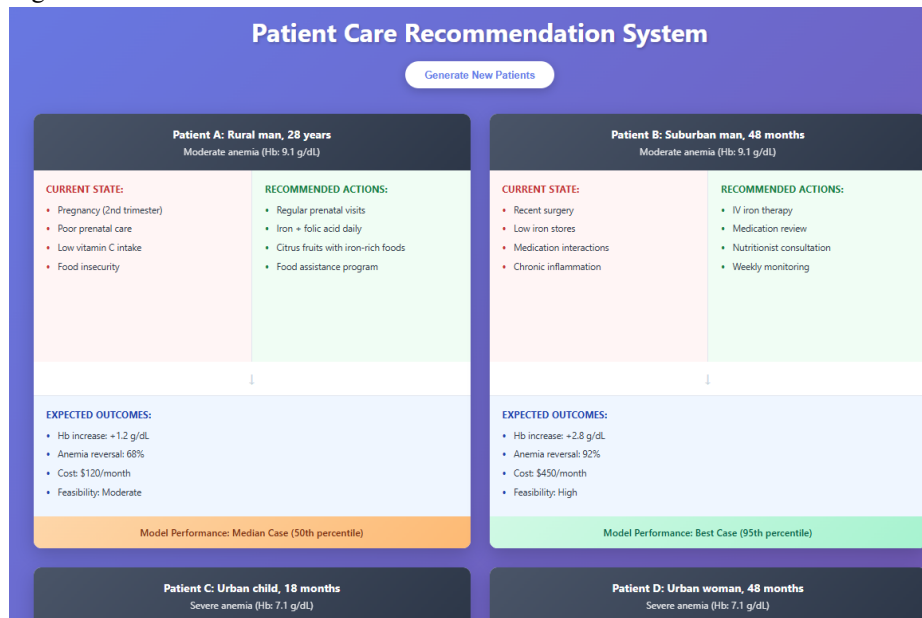 Patient Care Recommendation System
Generate New Patients
Patient A: Rural man, 28 years
Moderate anemia (Hb: 9.1 g/dL)
CURRENT STATE:
• Pregnancy (2nd trimester)
• Poor prenatal care
• Low vitamin C intake
• Food insecurity
RECOMMENDED ACTIONS:
• Regular prenatal visits
• Iron + folic acid daily
• Citrus fruits with iron-rich foods
• Food assistance program
↓
EXPECTED OUTCOMES:
• Hb increase: +1.2 g/dL
• Anemia reversal: 68%
• Cost: $120/month
• Feasibility: Moderate
Model Performance: Median Case (50th percentile)
Patient B: Suburban man, 48 months
Moderate anemia (Hb: 9.1 g/dL)
CURRENT STATE:
• Recent surgery
• Low iron stores
• Medication interactions
• Chronic inflammation
RECOMMENDED ACTIONS:
• IV iron therapy
• Medication review
• Nutritionist consultation
• Weekly monitoring
↓
EXPECTED OUTCOMES:
• Hb increase: +2.8 g/dL
• Anemia reversal: 92%
• Cost: $450/month
• Feasibility: High
Model Performance: Best Case (95th percentile)
Patient C: Urban child, 18 months
Severe anemia (Hb: 7.1 g/dL)
Patient D: Urban woman, 48 months
Severe anemia (Hb: 7.1 g/dL)